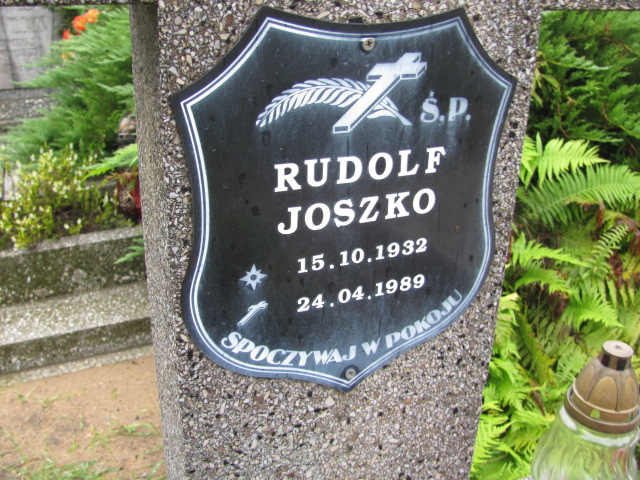 Ś.P.
RUDOLF
JOSZKO
15.10.1932
24.04.1989
SPOCZYWAJ W POKOJU